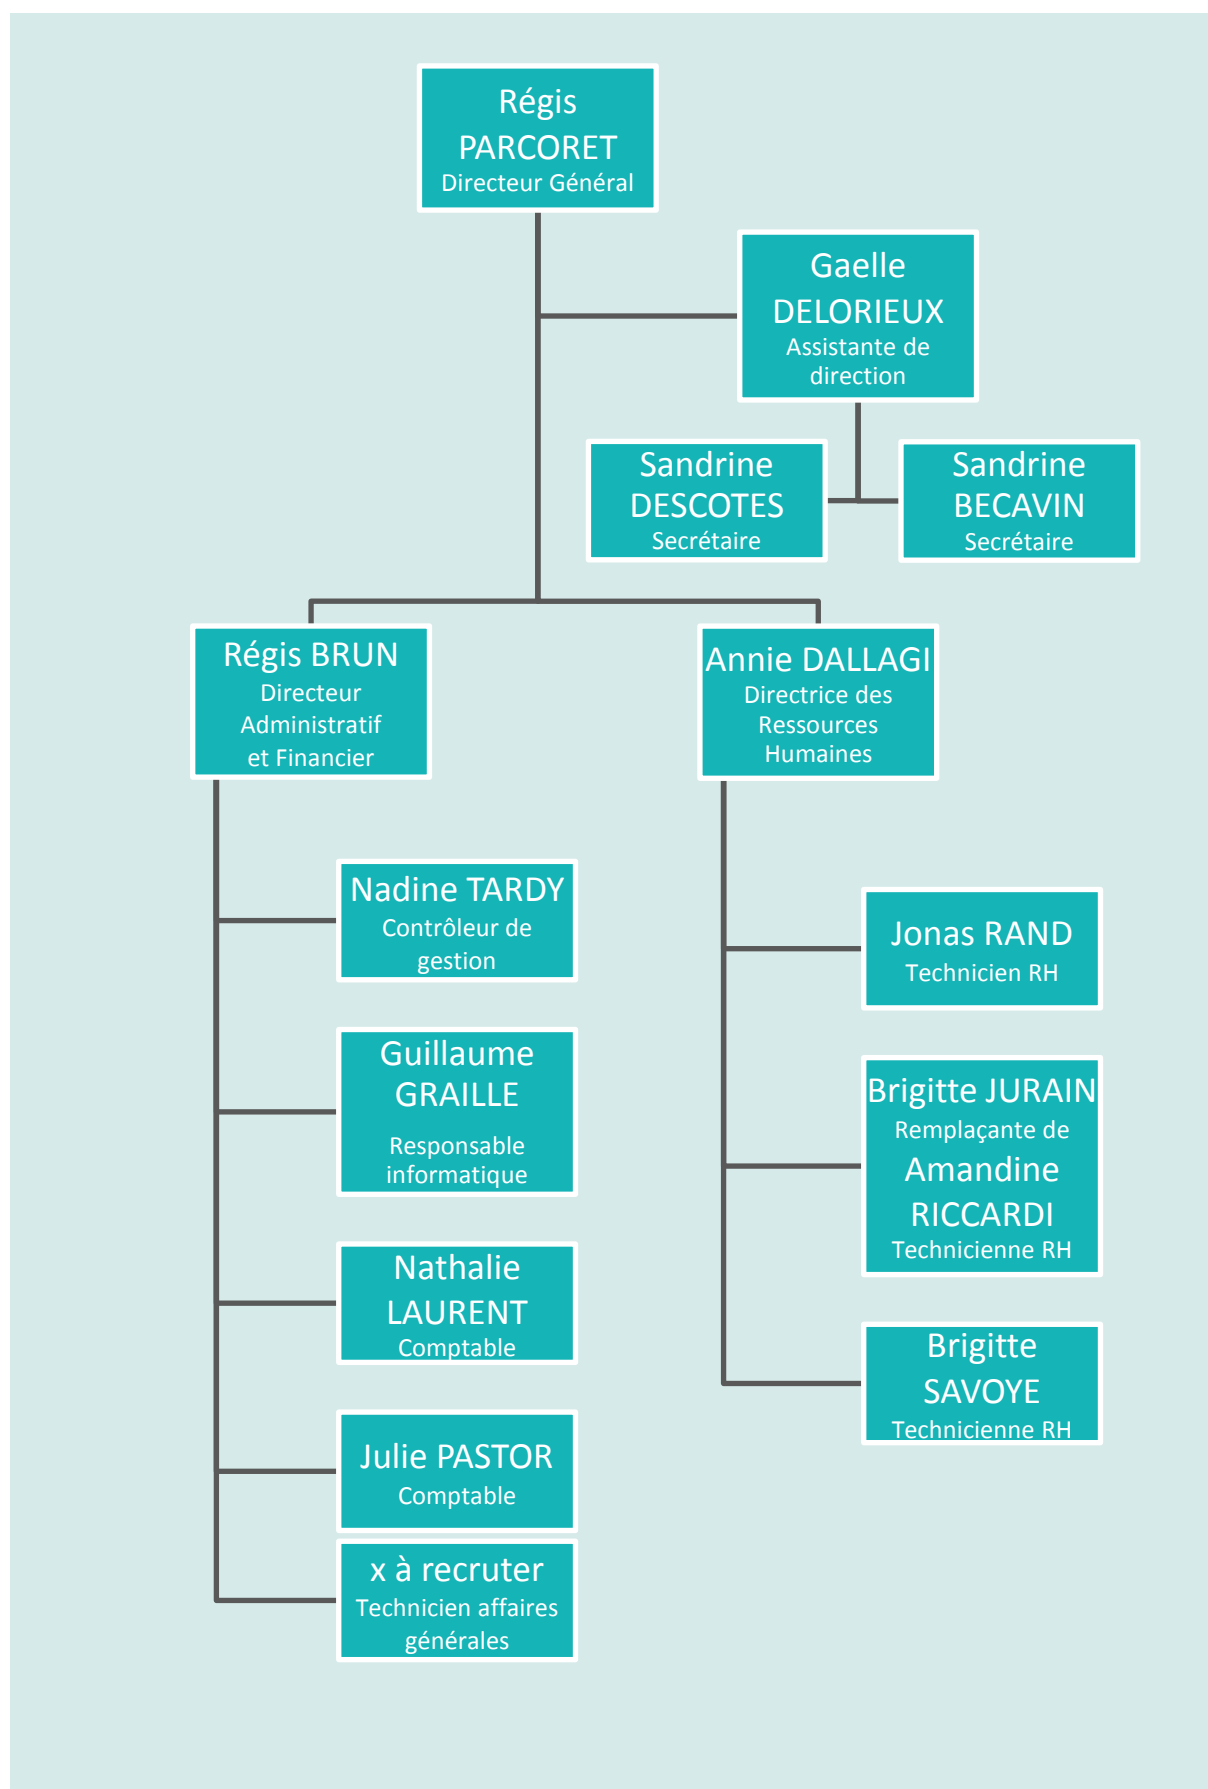 Régis
PARCORET
Directeur Général
Gaelle
DELORIEUX
Assistante de
direction
Sandrine
DESCOTES
Secrétaire
Sandrine
BECAVIN
Secrétaire
Régis BRUN
Directeur
Administratif
et Financier
Annie DALLAGI
Directrice des
Ressources
Humaines
Nadine TARDY
Contrôleur de
gestion
Guillaume
GRAILLE
Responsable
informatique
Nathalie
LAURENT
Comptable
Julie PASTOR
Comptable
x à recruter
Technicien affaires
générales
Jonas RAND
Technicien RH
Brigitte JURAIN
Remplaçante de
Amandine
RICCARDI
Technicienne RH
Brigitte
SAVOYE
Technicienne RH